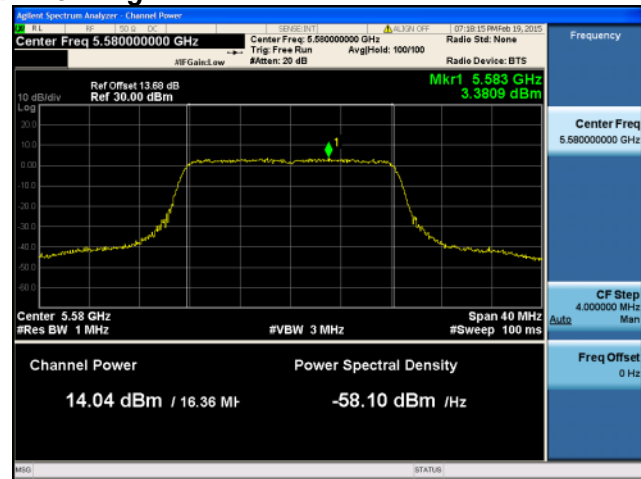 Agilent Spectrum Analyzer - Channel Power
RL RF 50 Ω DC SENSE:INT ALIGN OFF 07:18:15 PM Feb 19, 2015
Center Freq 5.580000000 GHz Center Freq: 5.580000000 GHz Radio Std: None
Trig: Free Run Avg|Hold: 100/100
#IFGain:Low #Atten: 20 dB Radio Device: BTS
Ref Offset 13.68 dB Mkr1 5.583 GHz
10 dB/div Ref 30.00 dBm 3.3809 dBm
Log
20.0
10.0
0.00
-10.0
-20.0
-30.0
-40.0
-50.0
-60.0
1
Center 5.58 GHz Span 40 MHz
#Res BW 1 MHz #VBW 3 MHz #Sweep 100 ms
Channel Power Power Spectral Density
14.04 dBm / 16.36 MH -58.10 dBm /Hz
MSG STATUS
Frequency
Center Freq
5.580000000 GHz
CF Step
4.000000 MHz
Auto Man
Freq Offset
0 Hz